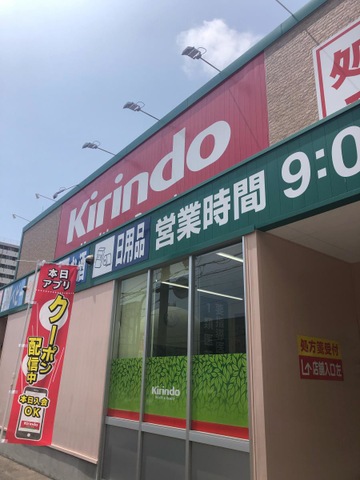 処
Kirindo
日用品
営業時間 9:0
本日
アプリ
クーポン
配信中
本日入会
OK
Kirindo
Kirindo
処方箋受付
店舗入口左